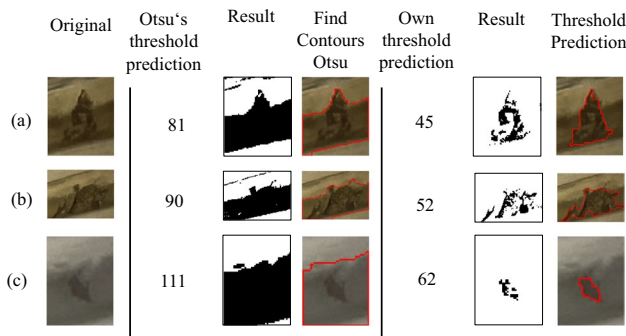 Original
Otsu‘s
threshold
prediction
Result
Find
Contours
Otsu
Own
threshold
prediction
Result
Threshold
Prediction
(a)
81
45
(b)
90
52
(c)
111
62